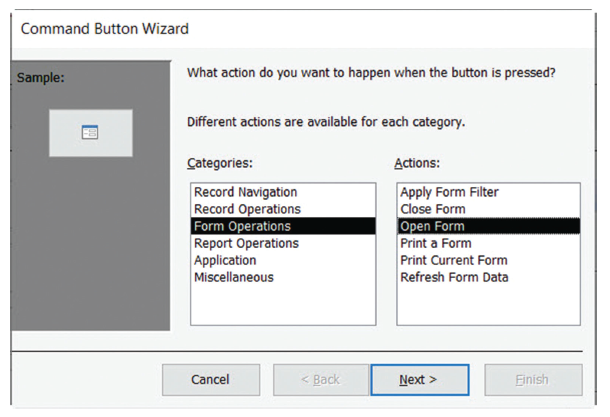 Command Button Wizard
Sample:
What action do you want to happen when the button is pressed?
Different actions are available for each category.
Categories:
Record Navigation
Record Operations
Form Operations
Report Operations
Application
Miscellaneous
Actions:
Apply Form Filter
Close Form
Open Form
Print a Form
Print Current Form
Refresh Form Data
Cancel
< Back
Next >
Finish